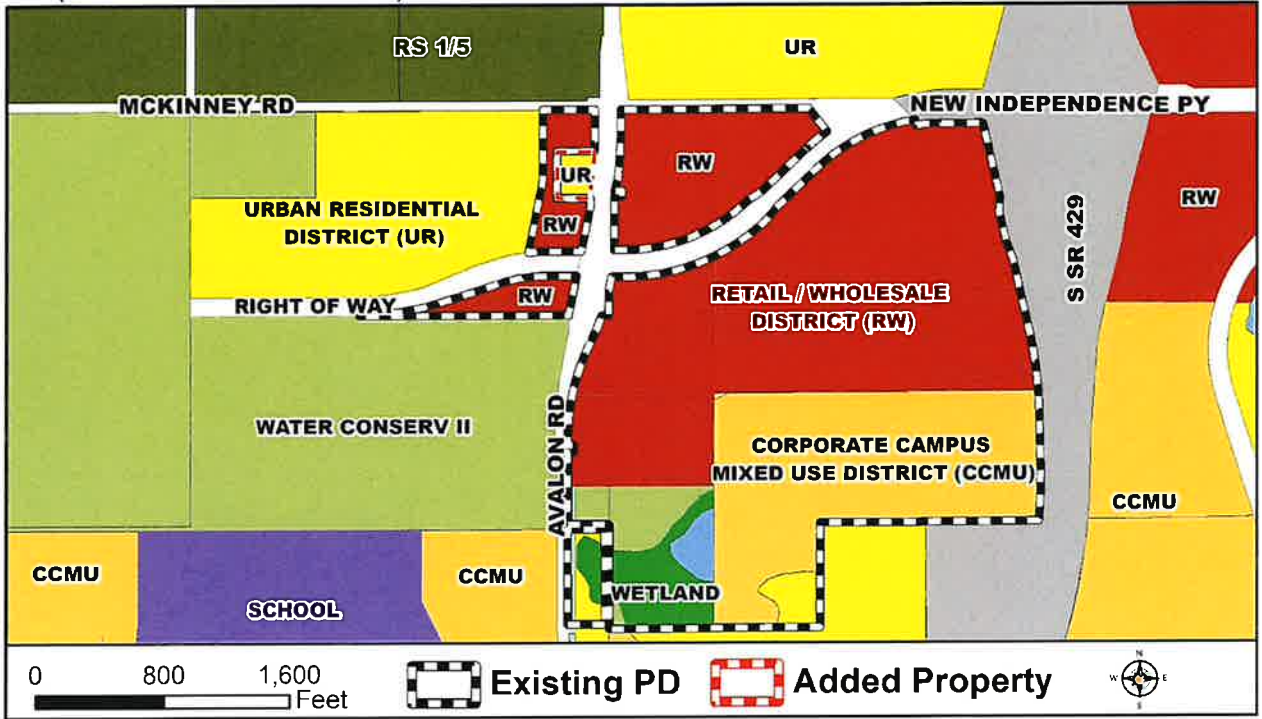 RS 1/5
UR
MCKINNEY RD
NEW INDEPENDENCE PY
RW
UR
RW
URBAN RESIDENTIAL
DISTRICT (UR)
RW
S SR 429
RIGHT OF WAY
RW
RETAIL / WHOLESALE
DISTRICT (RW)
WATER CONSERV II
AVALON RD
CORPORATE CAMPUS
MIXED USE DISTRICT (CCMU)
CCMU
CCMU
CCMU
SCHOOL
WETLAND
0 800 1,600
Feet
Existing PD
Added Property
N
W E
S